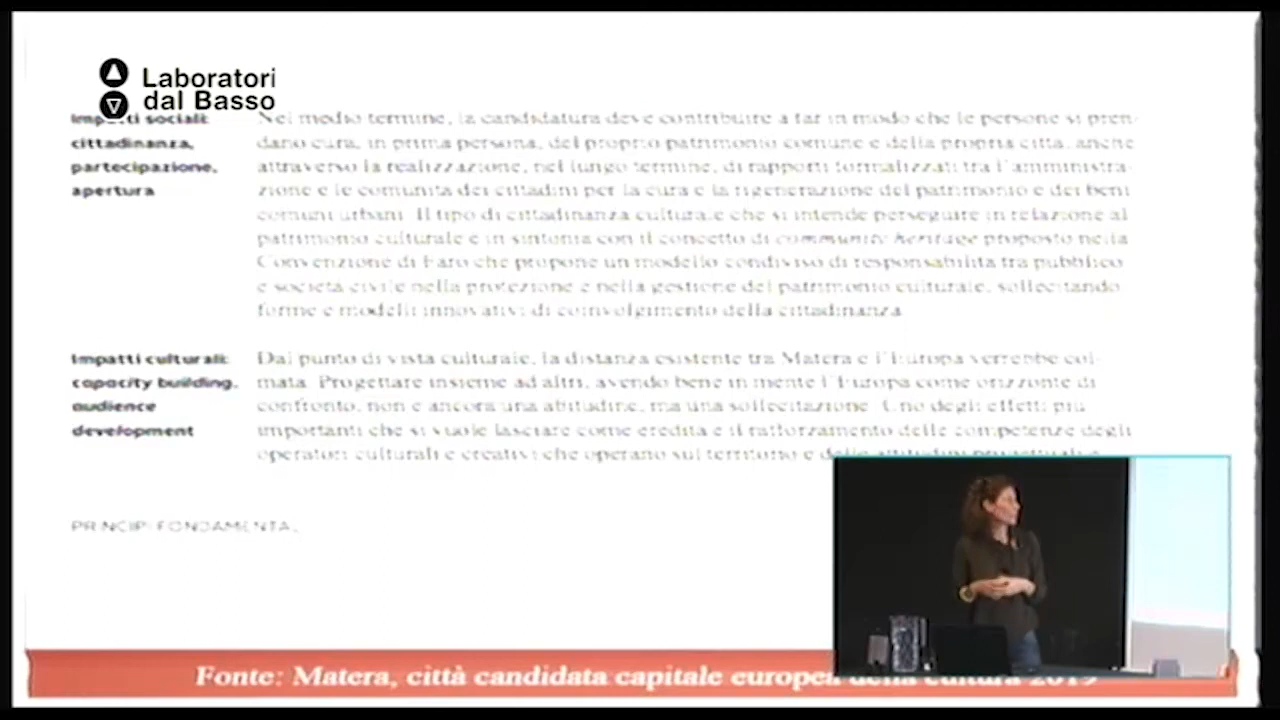 Laboratori
dal Basso
Impatti sociali:
cittadinanza,
partecipazione,
apertura
Nel medio termine, la candidatura deve contribuire a far in modo che le persone si pren-
dano cura, in prima persona, del proprio patrimonio comune e della propria città, anche
attraverso la realizzazione, nel lungo termine, di rapporti formalizzati tra l'amministra-
zione e le comunità dei cittadini per la cura e la rigenerazione del patrimonio e dei beni
comuni urbani. Il tipo di cittadinanza culturale che si intende perseguire in relazione al
patrimonio culturale è in sintonia con il concetto di community heritage proposto nella
Convenzione di Faro che propone un modello condiviso di responsabilità tra pubblico
e società civile nella protezione e nella gestione del patrimonio culturale, sollecitando
forme e modelli innovativi di coinvolgimento della cittadinanza.
Impatti culturali:
capacity building,
audience
development
Dal punto di vista culturale, la distanza esistente tra Matera e l'Europa verrebbe col-
mata. Progettare insieme ad altri, avendo bene in mente l'Europa come orizzonte di
confronto, non è ancora una abitudine, ma una sollecitazione. Uno degli effetti più
importanti che si vuole lasciare come eredità è il rafforzamento delle competenze degli
operatori culturali e creativi che operano sul territorio e delle attitudini
PRINCIPI FONDAMENTALI
Fonte: Matera, città candidata capitale europea della cultura 2019